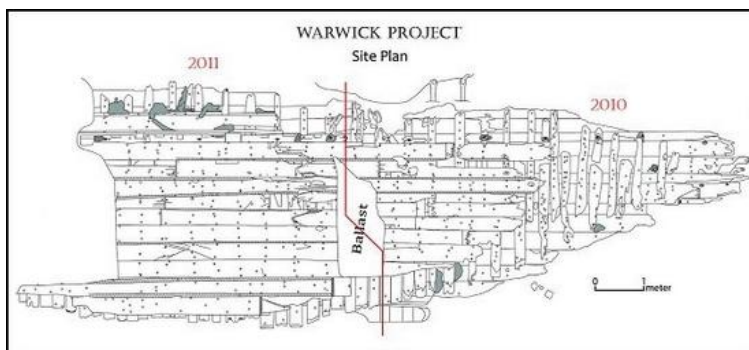 WARWICK PROJECT
Site Plan
2011
2010
Ballast
0 1
meter